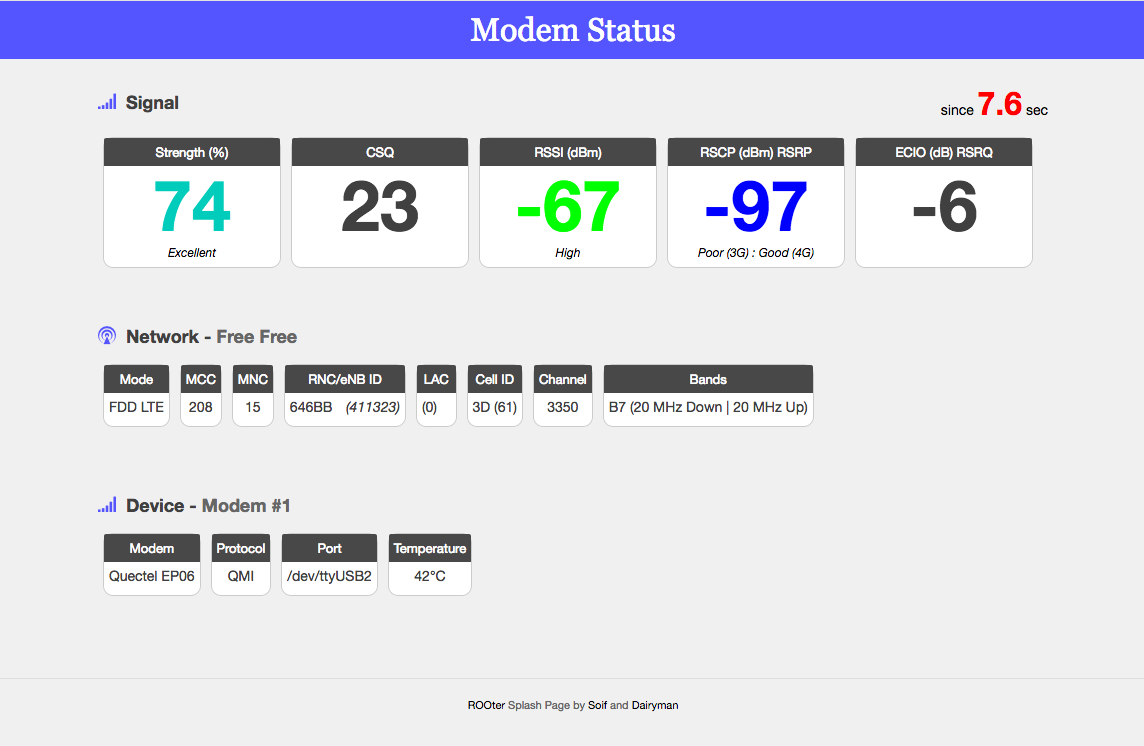 Modem Status
Signal
since 7.6 sec
Strength (%) CSQ RSSI (dBm) RSCP (dBm) RSRP ECIO (dB) RSRQ
74 23 -67 -97 -6
Excellent High Poor (3G) : Good (4G)
Network - Free Free
Mode MCC MNC RNC/eNB ID LAC Cell ID Channel Bands
FDD LTE 208 15 646BB (411323) (0) 3D (61) 3350 B7 (20 MHz Down | 20 MHz Up)
Device - Modem #1
Modem Protocol Port Temperature
Quectel EP06 QMI /dev/ttyUSB2 42°C
ROOter Splash Page by Soif and Dairyman